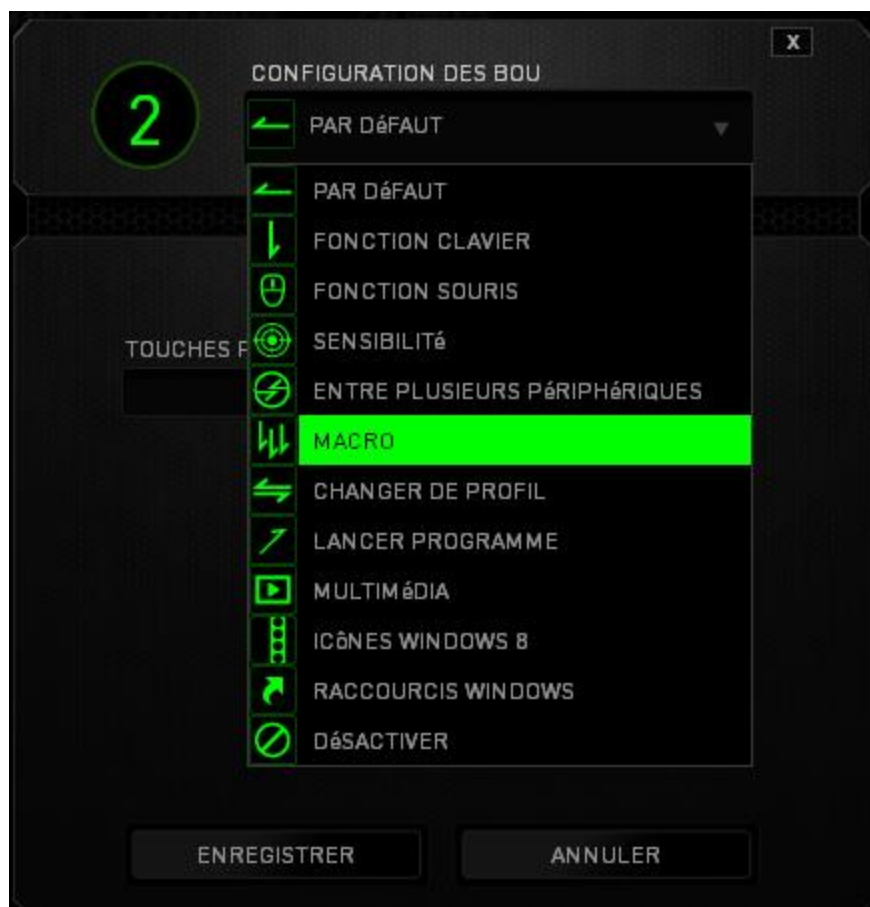 X
CONFIGURATION DES BOU
2
PAR DéFAUT
PAR DéFAUT
FONCTION CLAVIER
FONCTION SOURIS
TOUCHES
SENSIBILITé
ENTRE PLUSIEURS PéRIPHéRIQUES
MACRO
CHANGER DE PROFIL
LANCER PROGRAMME
MULTIMéDIA
ICôNES WINDOWS 8
RACCOURCIS WINDOWS
DéSACTIVER
ENREGISTRER
ANNULER